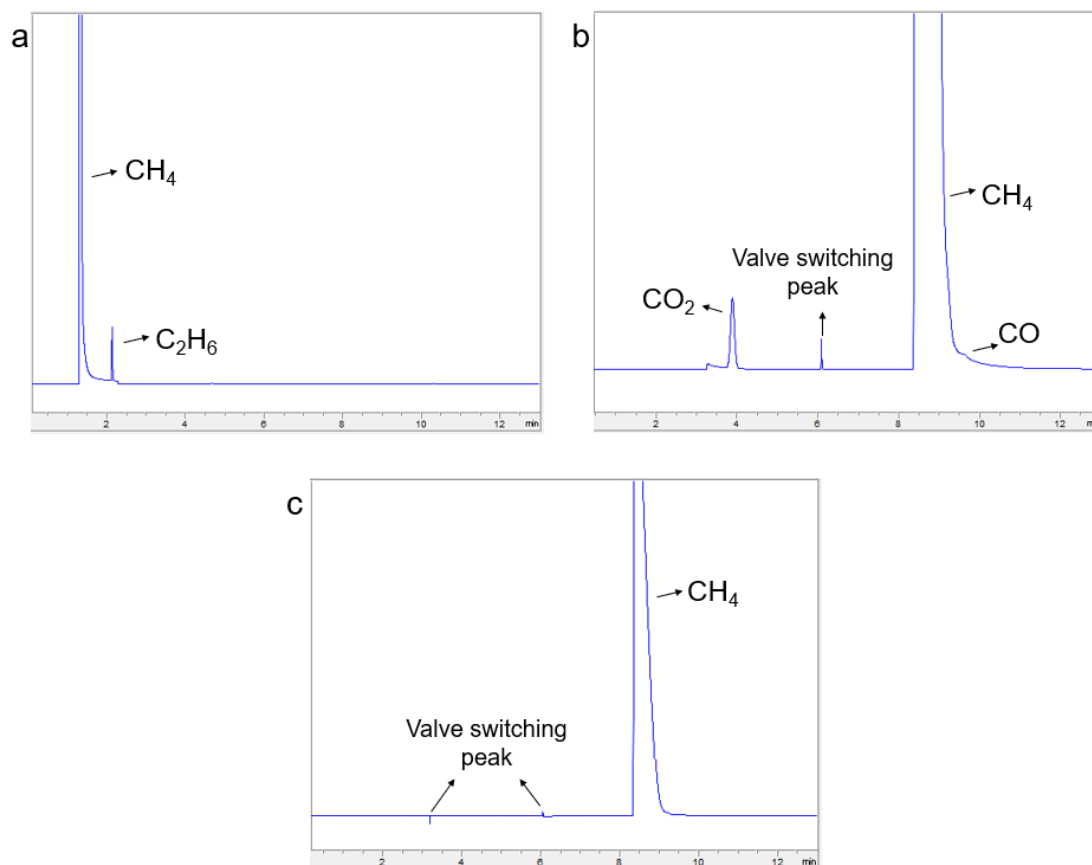 a
CH₄
C₂H₆
2 4 6 8 10 12 min
b
CH₄
Valve switching
peak
CO₂
CO
2 4 6 8 10 12
c
CH₄
Valve switching
peak
2 4 6 8 10 12 min